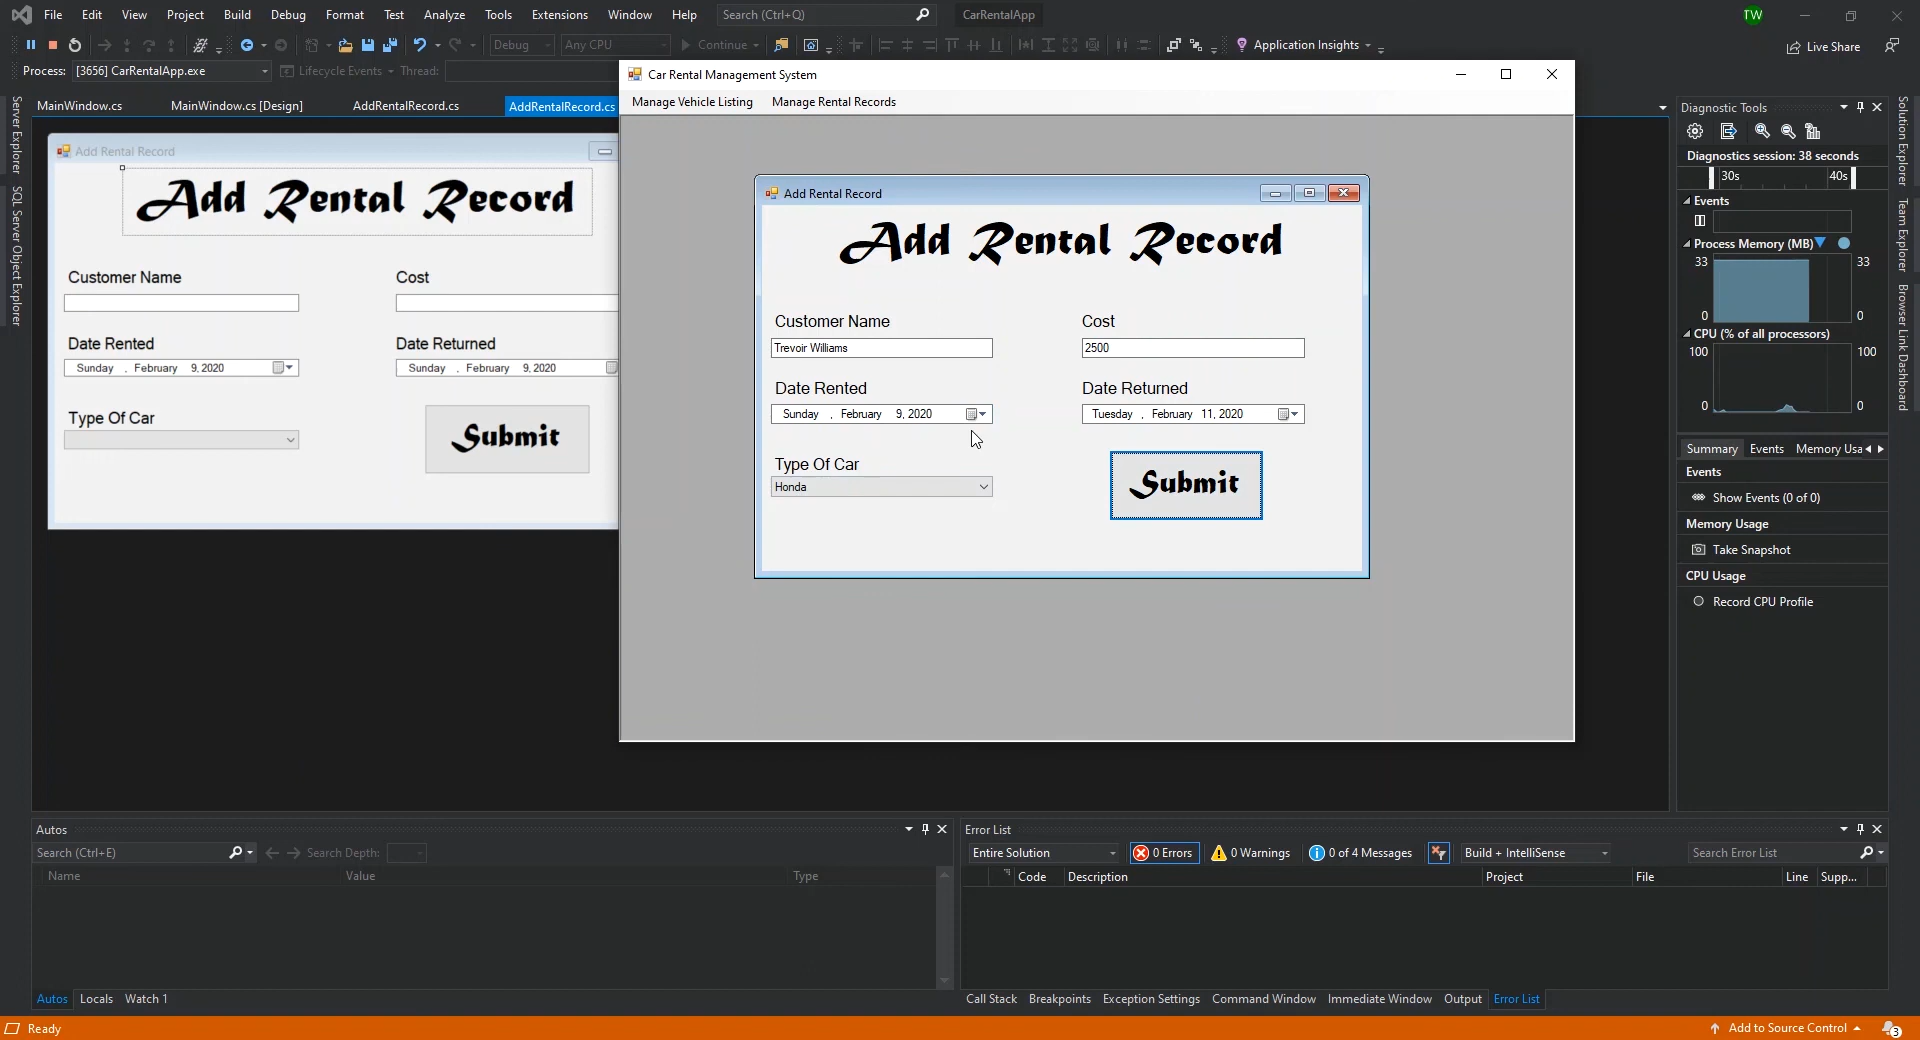 File Edit View Project Build Debug Format Test Analyze Tools Extensions Window Help Search (Ctrl+Q) CarRentalApp TW
Debug Any CPU Continue Application Insights Live Share
Process: [3656] CarRentalApp.exe Lifecycle Events Thread:
Car Rental Management System
Manage Vehicle Listing Manage Rental Records
MainWindow.cs MainWindow.cs [Design] AddRentalRecord.cs AddRentalRecord.cs
Server Explorer
SQL Server Object Explorer
Add Rental Record
Add Rental Record
Customer Name Cost
Date Rented Date Returned
Sunday , February 9, 2020 Sunday , February 9, 2020
Type Of Car
Submit
Add Rental Record
Add Rental Record
Customer Name Cost
Trevoir Williams 2500
Date Rented Date Returned
Sunday , February 9, 2020 Tuesday , February 11, 2020
Type Of Car
Honda
Submit
Diagnostic Tools
Diagnostics session: 38 seconds
30s 40s
Events
Process Memory (MB)
33 33
0 0
CPU (% of all processors)
100 100
0 0
Summary Events Memory Usa
Events
Show Events (0 of 0)
Memory Usage
Take Snapshot
CPU Usage
Record CPU Profile
Solution Explorer
Team Explorer
Browser Link Dashboard
Autos
Search (Ctrl+E) Search Depth:
Name Value Type
Autos Locals Watch 1
Error List
Entire Solution 0 Errors 0 Warnings 0 of 4 Messages Build + IntelliSense Search Error List
Code Description Project File Line Supp...
Call Stack Breakpoints Exception Settings Command Window Immediate Window Output Error List
Ready Add to Source Control 3